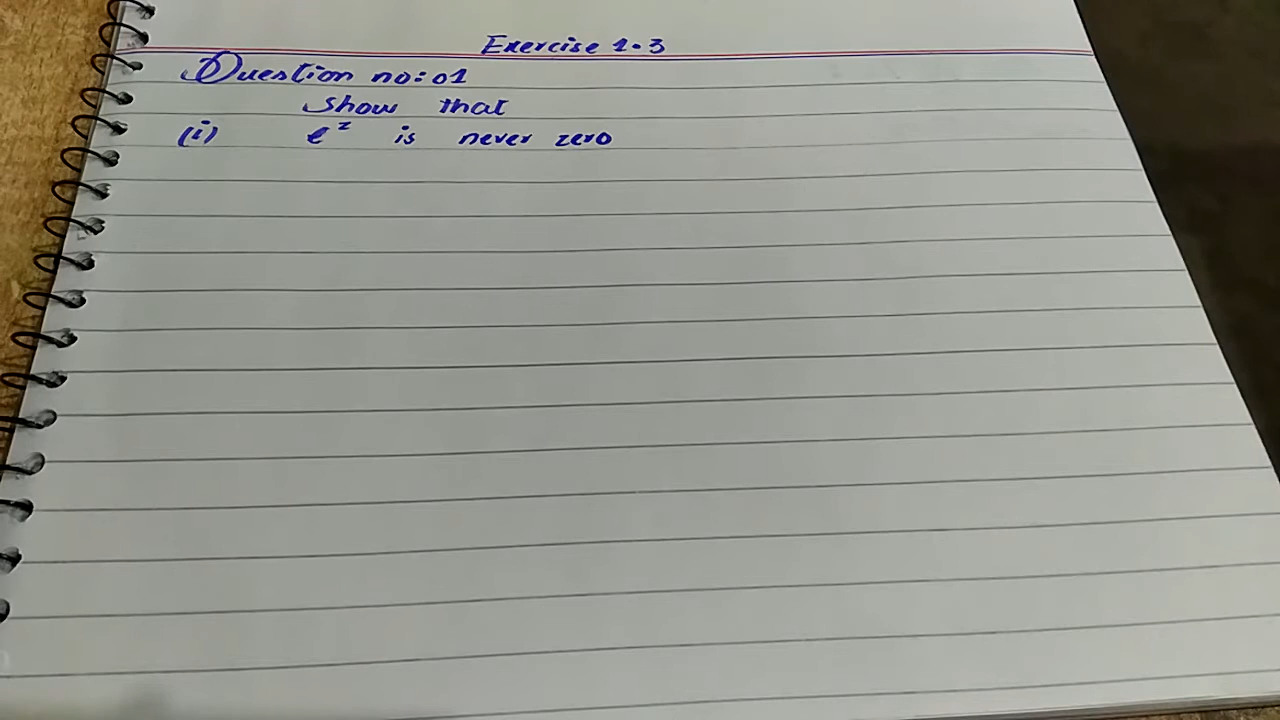 Exercise 1.3
Question no:01
Show that
(i) e^z is never zero